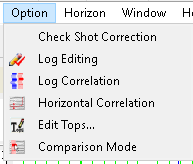 Option Horizon Window
Check Shot Correction
Log Editing
Log Correlation
Horizontal Correlation
Edit Tops...
Comparison Mode